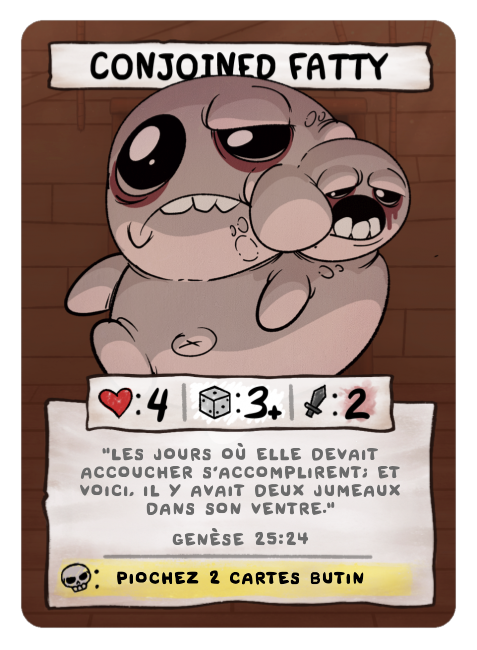 CONJOINED FATTY
:4 | :3+ | :2
"LES JOURS OÙ ELLE DEVAIT
ACCOUCHER S'ACCOMPLIRENT; ET
VOICI, IL Y AVAIT DEUX JUMEAUX
DANS SON VENTRE."
GENÈSE 25:24
: PIOCHEZ 2 CARTES BUTIN